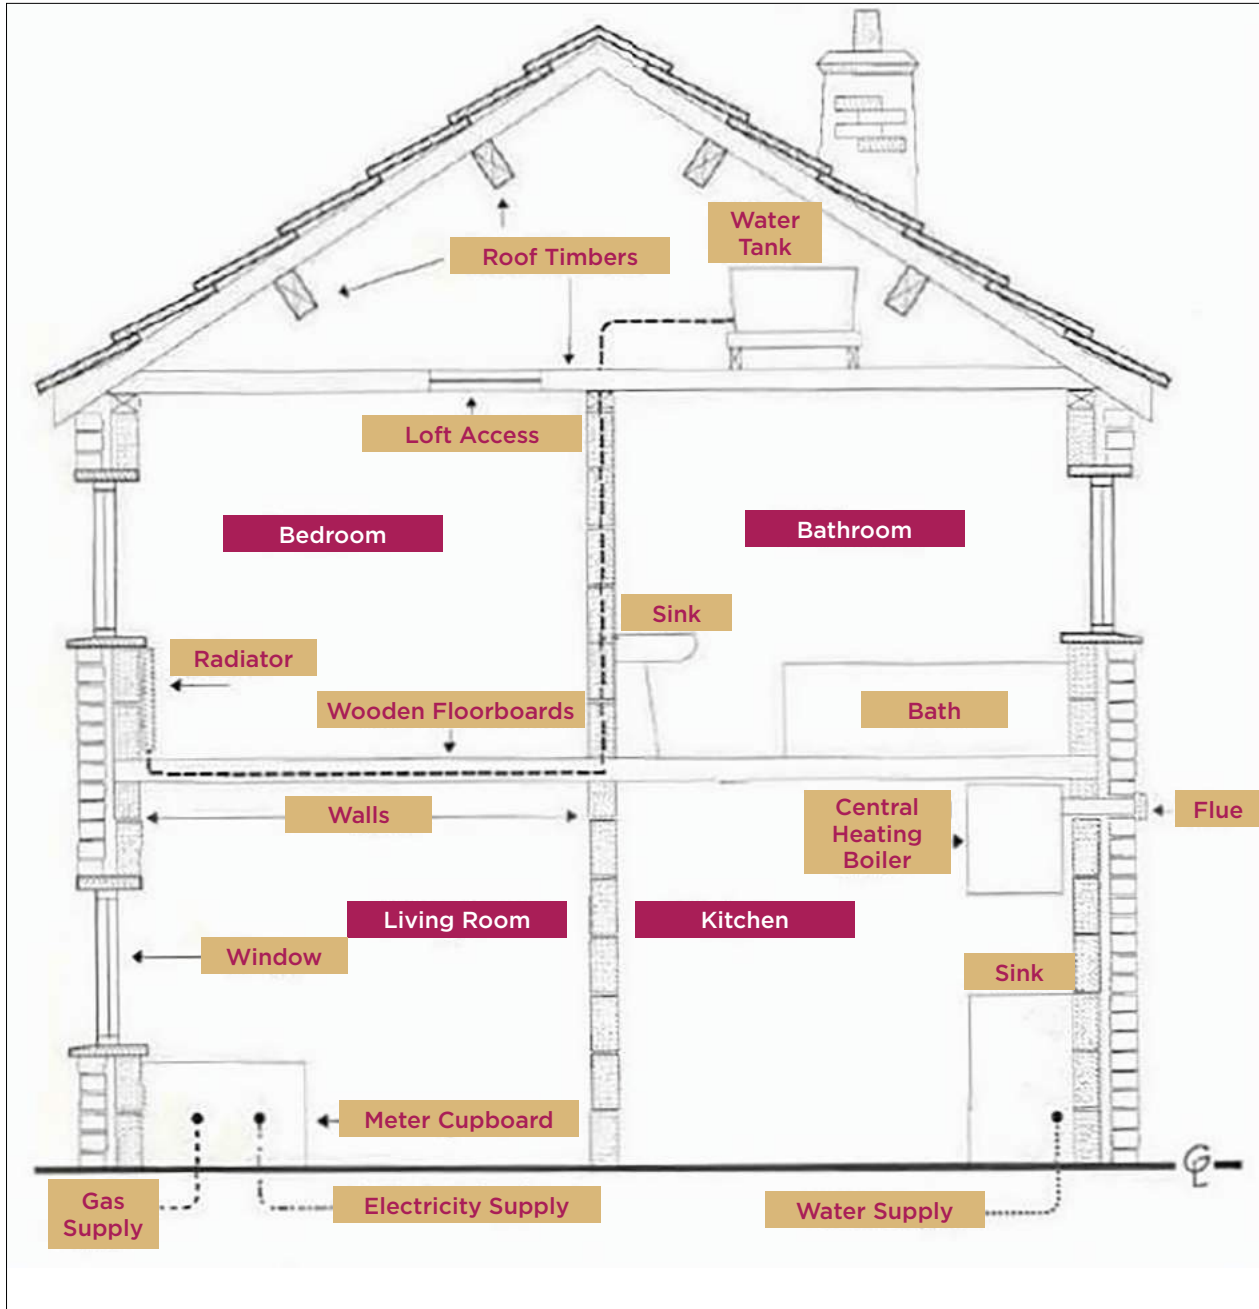 Water
Tank
Roof Timbers
Loft Access
Bedroom
Bathroom
Sink
Radiator
Wooden Floorboards
Bath
Walls
Central
Heating
Boiler
Flue
Living Room
Kitchen
Window
Sink
Meter Cupboard
GL
Gas
Supply
Electricity Supply
Water Supply